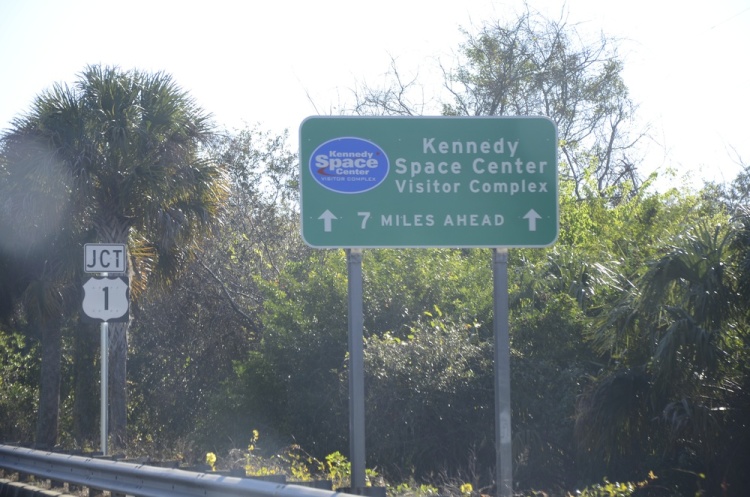 JCT
1
Kennedy
Space
Center
VISITOR COMPLEX
Kennedy
Space Center
Visitor Complex
7 MILES AHEAD